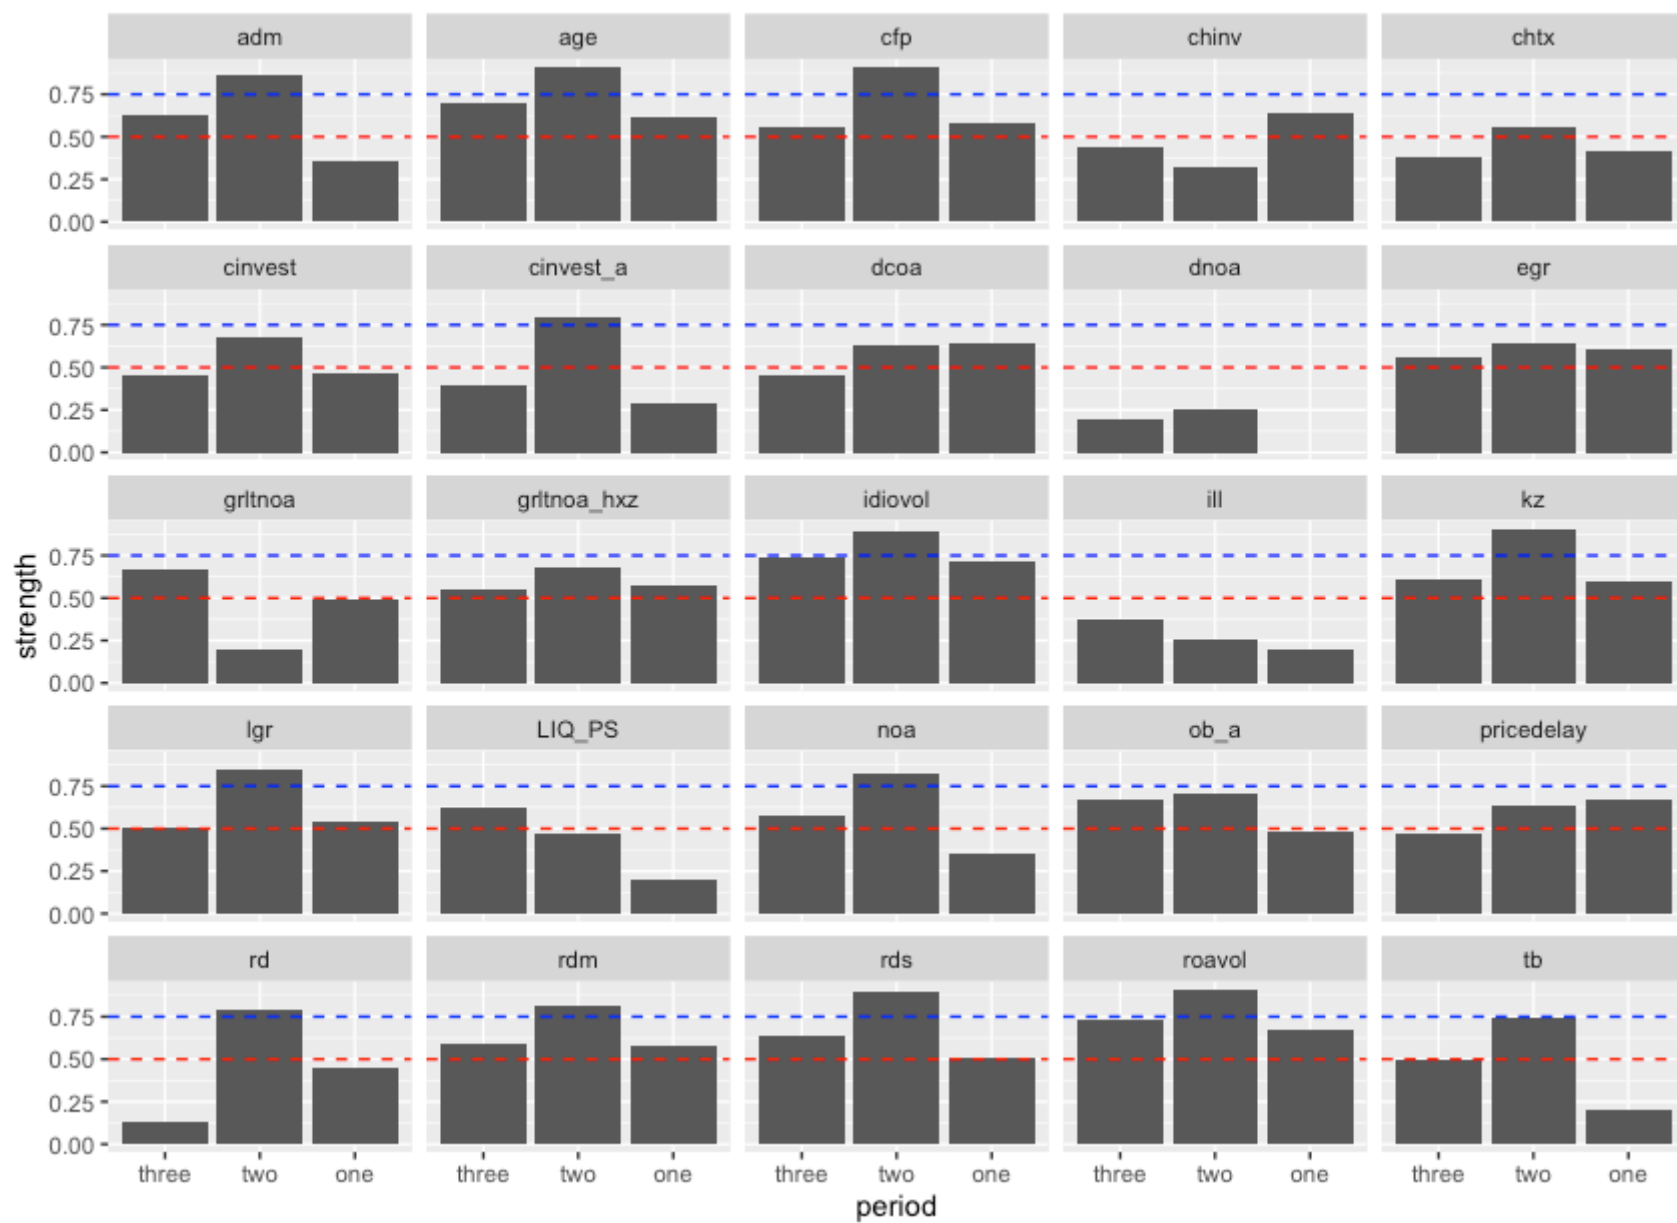 adm age cfp chinv chtx
0.75
0.50
0.25
0.00
cinvest cinvest_a dcoa dnoa egr
0.75
0.50
0.25
0.00
grltnoa grltnoa_hxz idiovol ill kz
0.75
0.50
0.25
0.00
strength
lgr LIQ_PS noa ob_a pricedelay
0.75
0.50
0.25
0.00
rd rdm rds roavol tb
0.75
0.50
0.25
0.00
three two one three two one three two one three two one three two one
period